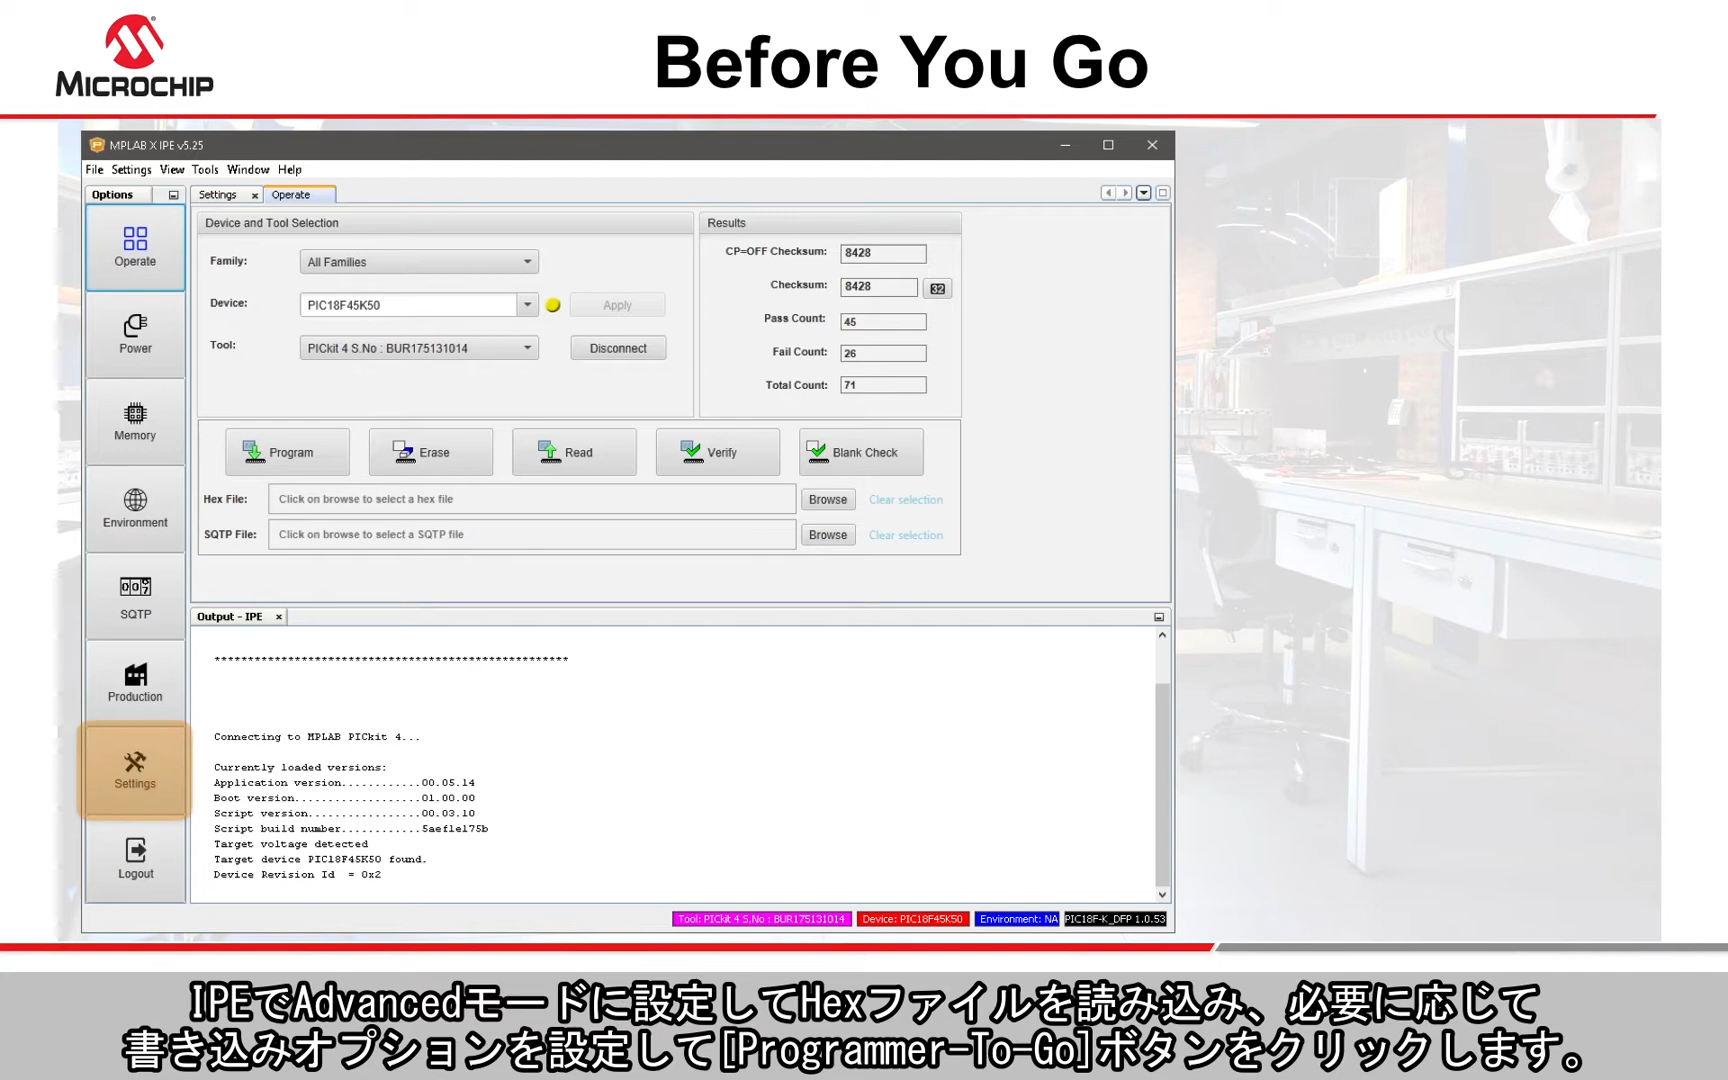 MICROCHIP
Before You Go
MPLAB X IPE v5.25
File Settings View Tools Window Help
Options
Settings x Operate
Operate
Power
Memory
Environment
SQTP
Production
Settings
Logout
Device and Tool Selection
Family: All Families
Device: PIC18F45K50 Apply
Tool: PICkit 4 S.No : BUR175131014 Disconnect
Results
CP=OFF Checksum: 8428
Checksum: 8428 32
Pass Count: 45
Fail Count: 26
Total Count: 71
Program Erase Read Verify Blank Check
Hex File: Click on browse to select a hex file Browse Clear selection
SQTP File: Click on browse to select a SQTP file Browse Clear selection
Output - IPE x
*****************************************************
Connecting to MPLAB PICkit 4...
Currently loaded versions:
Application version............00.05.14
Boot version...................01.00.00
Script version.................00.03.10
Script build number............5aef1e175b
Target voltage detected
Target device PIC18F45K50 found.
Device Revision Id = 0x2
Tool: PICkit 4 S.No : BUR175131014 Device: PIC18F45K50 Environment: NA PIC18F-K_DFP 1.0.53
IPEでAdvancedモードに設定してHexファイルを読み込み、必要に応じて
書き込みオプションを設定して[Programmer-To-Go]ボタンをクリックします。